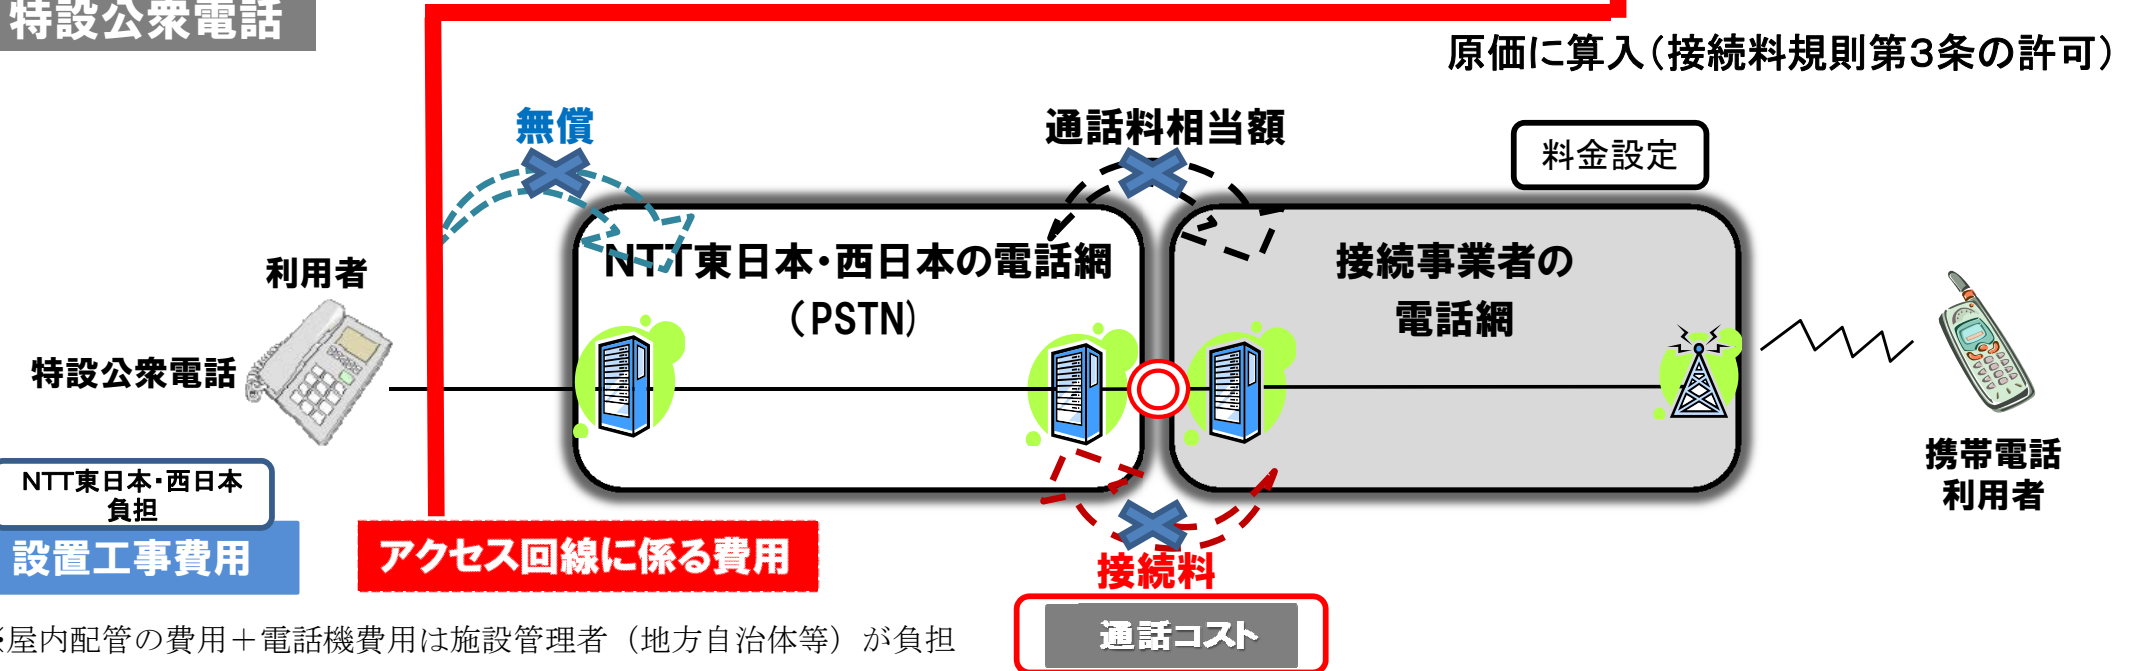 特設公衆電話
原価に算入（接続料規則第３条の許可）
無償
通話料相当額
料金設定
利用者
NTT東日本・西日本の電話網
（PSTN)
接続事業者の
電話網
特設公衆電話
携帯電話
利用者
NTT東日本・西日本
負担
設置工事費用
アクセス回線に係る費用
接続料
通話コスト
※屋内配管の費用＋電話機費用は施設管理者（地方自治体等）が負担